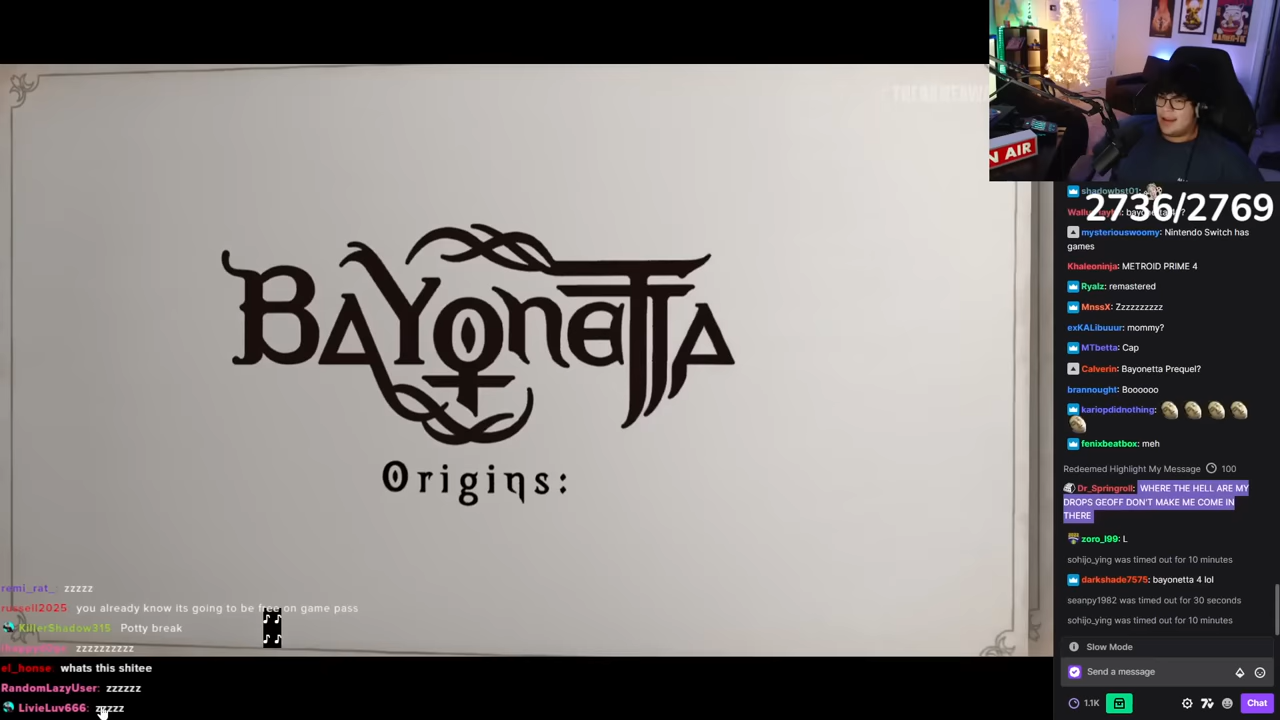 BAYONETTA
Origins:
N AIR
2736/2769
shadowbst01:
mysteriouswoomy: Nintendo Switch has
games
Khaleoninja: METROID PRIME 4
Ryalz: remastered
MnssX: Zzzzzzzzzz
exKALibuuur: mommy?
MTbetta: Cap
Calverin: Bayonetta Prequel?
brannought: Boooooo
kariopdidnothing:
fenixbeatbox: meh
Redeemed Highlight My Message 100
Dr_Springroll: WHERE THE HELL ARE MY
DROPS GEOFF DON'T MAKE ME COME IN
THERE
zoro_l99: L
sohijo_ying was timed out for 10 minutes
darkshade7575: bayonetta 4 lol
seanpy1982 was timed out for 30 seconds
sohijo_ying was timed out for 10 minutes
Slow Mode
Send a message
1.1K
Chat
remi_rat_: zzzzz
russell2025: you already know its going to be free on game pass
KillerShadow315: Potty break
zzzzzzzzzz
el_honse: whats this shitee
RandomLazyUser: zzzzzz
LivieLuv666: zzzzz